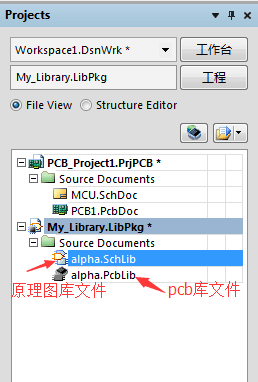 Projects
Workspace1.DsnWrk * 工作台
My_Library.LibPkg 工程
File View Structure Editor
PCB_Project1.PrjPCB *
Source Documents
MCU.SchDoc
PCB1.PcbDoc
My_Library.LibPkg *
Source Documents
alpha.SchLib
alpha.PcbLib
原理图库文件 pcb库文件